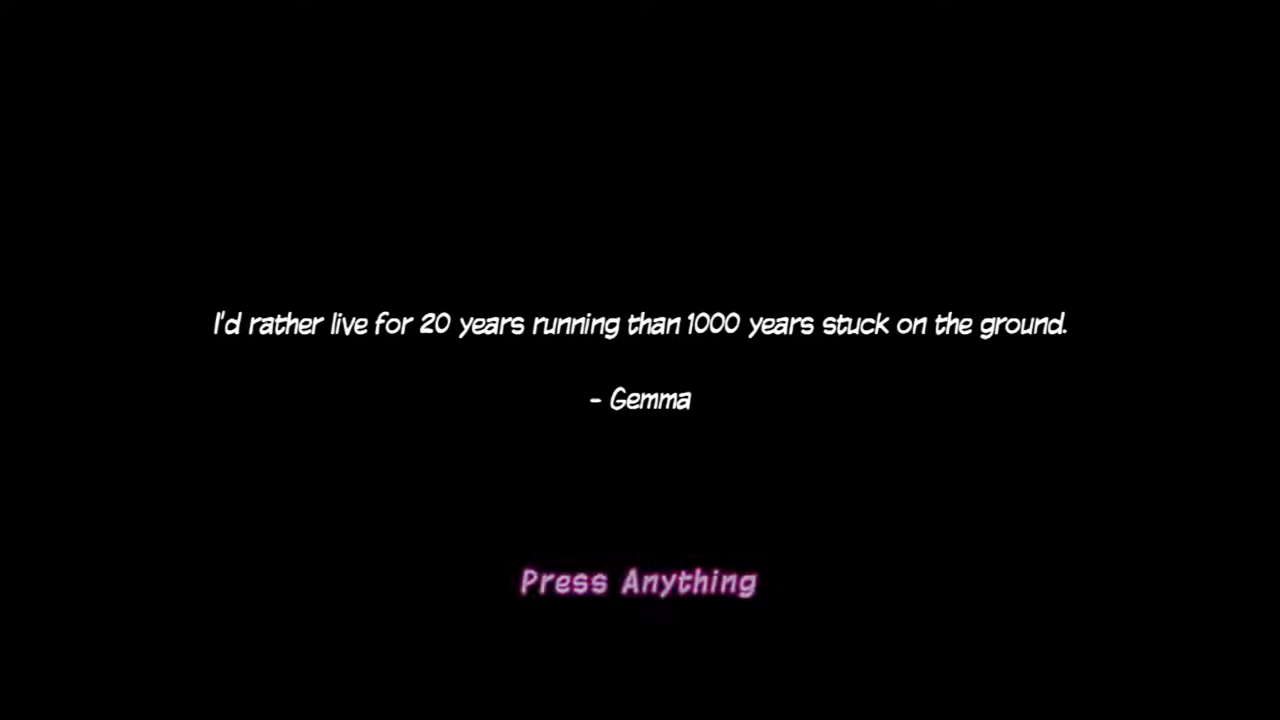 I'd rather live for 20 years running than 1000 years stuck on the ground.
- Gemma
Press Anything